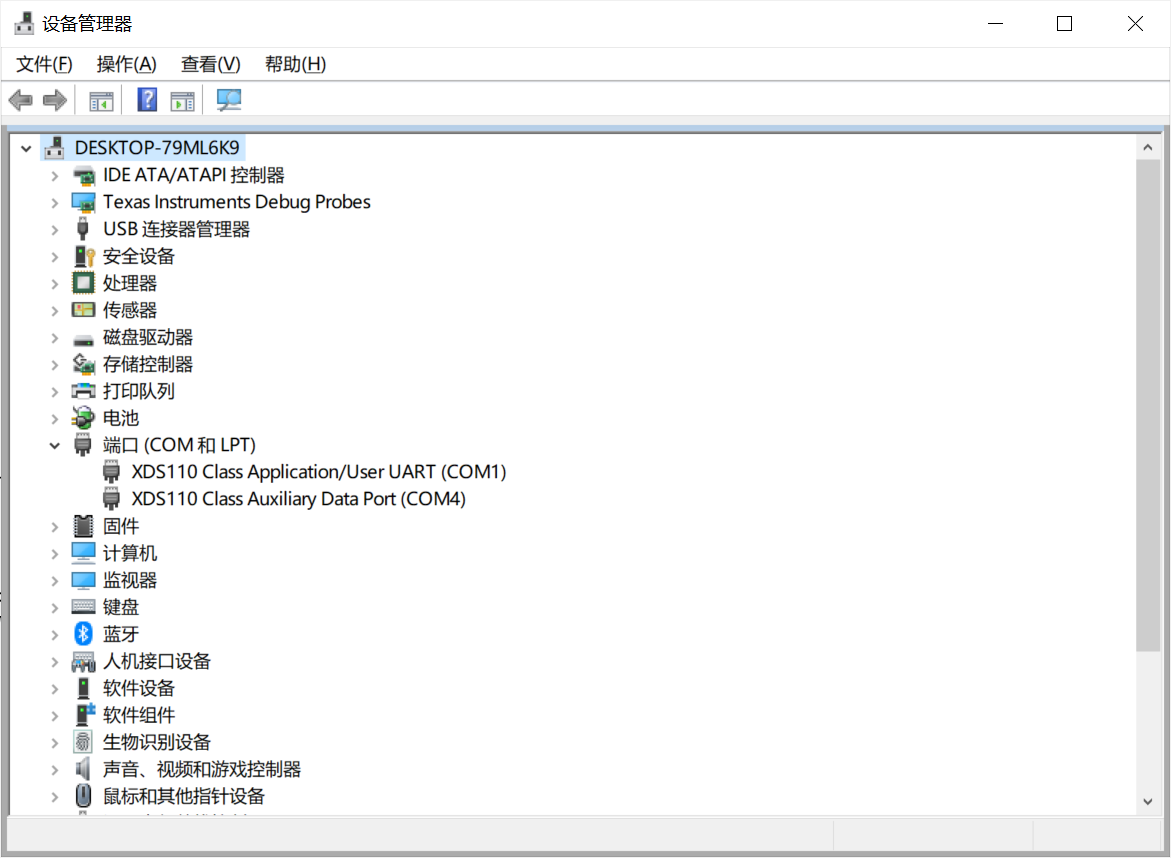 设备管理器
文件(F) 操作(A) 查看(V) 帮助(H)
DESKTOP-79ML6K9
IDE ATA/ATAPI 控制器
Texas Instruments Debug Probes
USB 连接器管理器
安全设备
处理器
传感器
磁盘驱动器
存储控制器
打印队列
电池
端口 (COM 和 LPT)
XDS110 Class Application/User UART (COM1)
XDS110 Class Auxiliary Data Port (COM4)
固件
计算机
监视器
键盘
蓝牙
人机接口设备
软件设备
软件组件
生物识别设备
声音、视频和游戏控制器
鼠标和其他指针设备